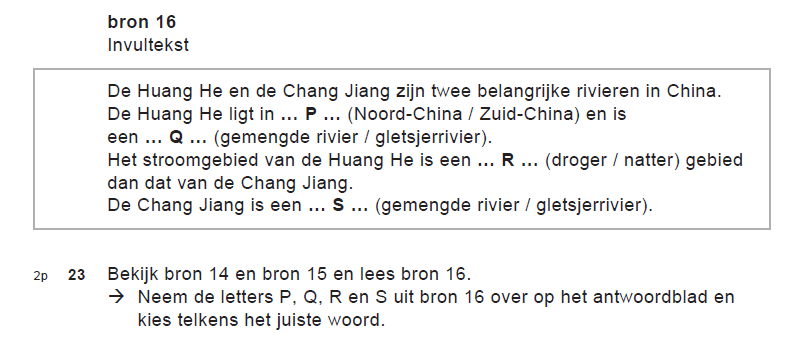 bron 16
Invultekst
De Huang He en de Chang Jiang zijn twee belangrijke rivieren in China.
De Huang He ligt in ... P ... (Noord-China / Zuid-China) en is
een ... Q ... (gemengde rivier / gletsjerrivier).
Het stroomgebied van de Huang He is een ... R ... (droger / natter) gebied
dan dat van de Chang Jiang.
De Chang Jiang is een ... S ... (gemengde rivier / gletsjerrivier).
2p 23 Bekijk bron 14 en bron 15 en lees bron 16.
→ Neem de letters P, Q, R en S uit bron 16 over op het antwoordblad en
kies telkens het juiste woord.